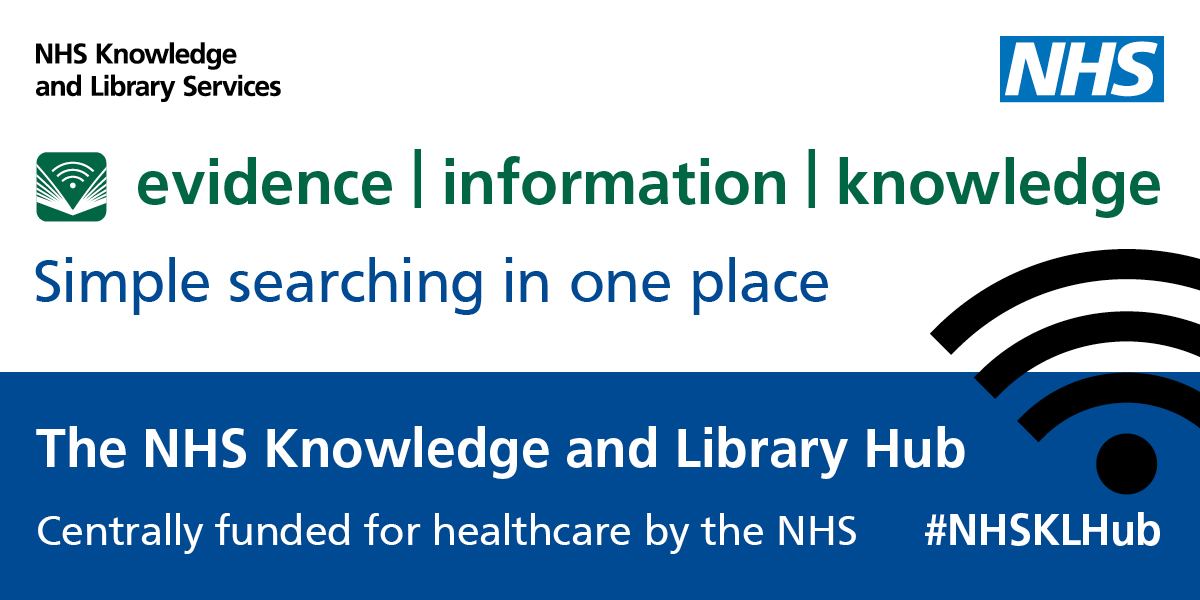 NHS Knowledge
and Library Services
NHS
evidence | information | knowledge
Simple searching in one place
The NHS Knowledge and Library Hub
Centrally funded for healthcare by the NHS
#NHSKLHub